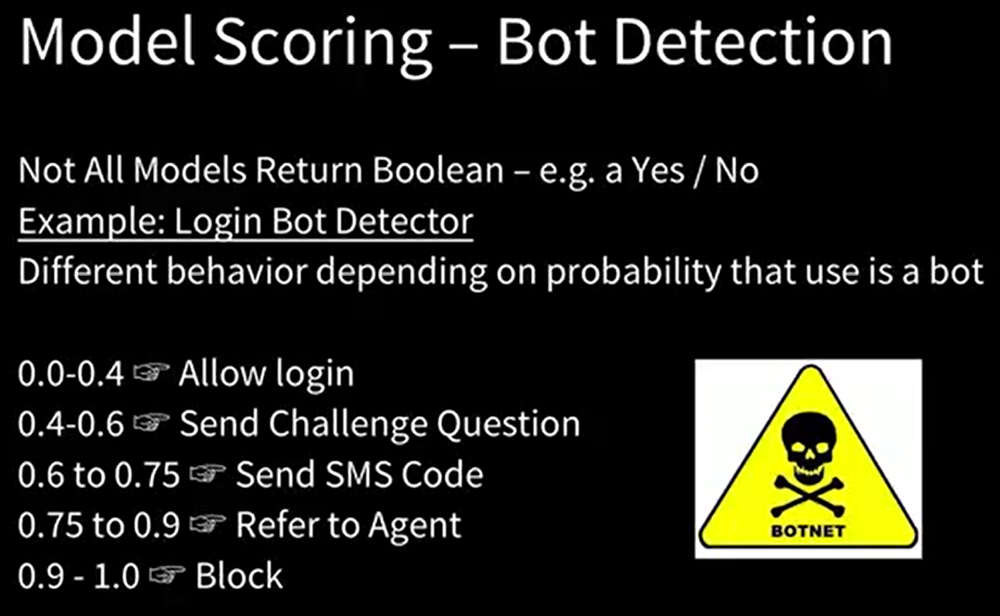 Model Scoring – Bot Detection
Not All Models Return Boolean – e.g. a Yes / No
Example: Login Bot Detector
Different behavior depending on probability that use is a bot
0.0-0.4 ☞ Allow login
0.4-0.6 ☞ Send Challenge Question
0.6 to 0.75 ☞ Send SMS Code
0.75 to 0.9 ☞ Refer to Agent
0.9 - 1.0 ☞ Block
BOTNET